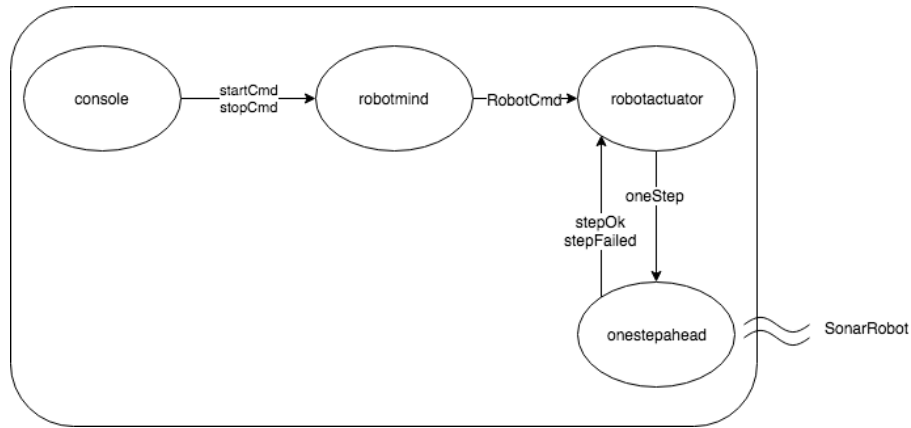 console
startCmd
stopCmd
robotmind
RobotCmd
robotactuator
oneStep
stepOk
stepFailed
onestepahead
SonarRobot